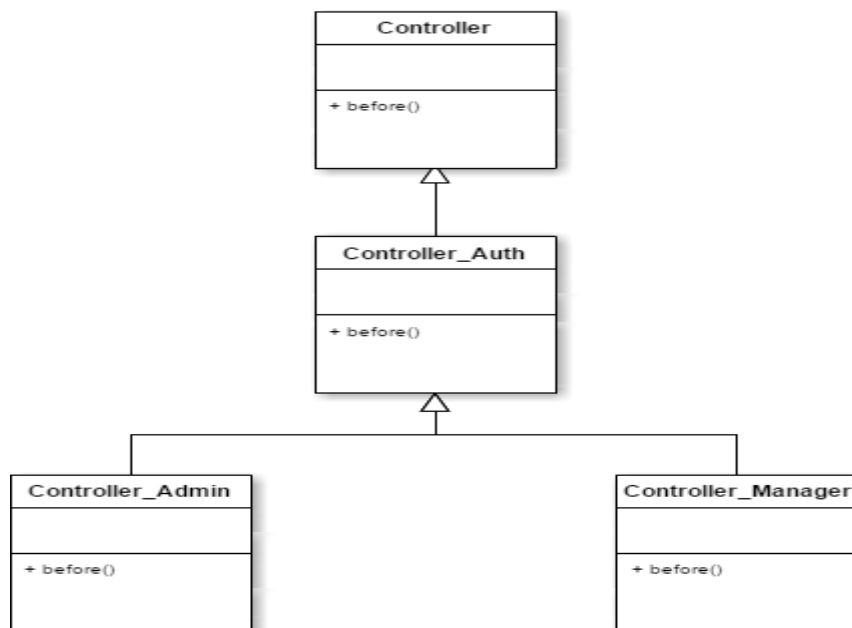 Controller
+ before()
Controller_Auth
+ before()
Controller_Admin
+ before()
Controller_Manager
+ before()